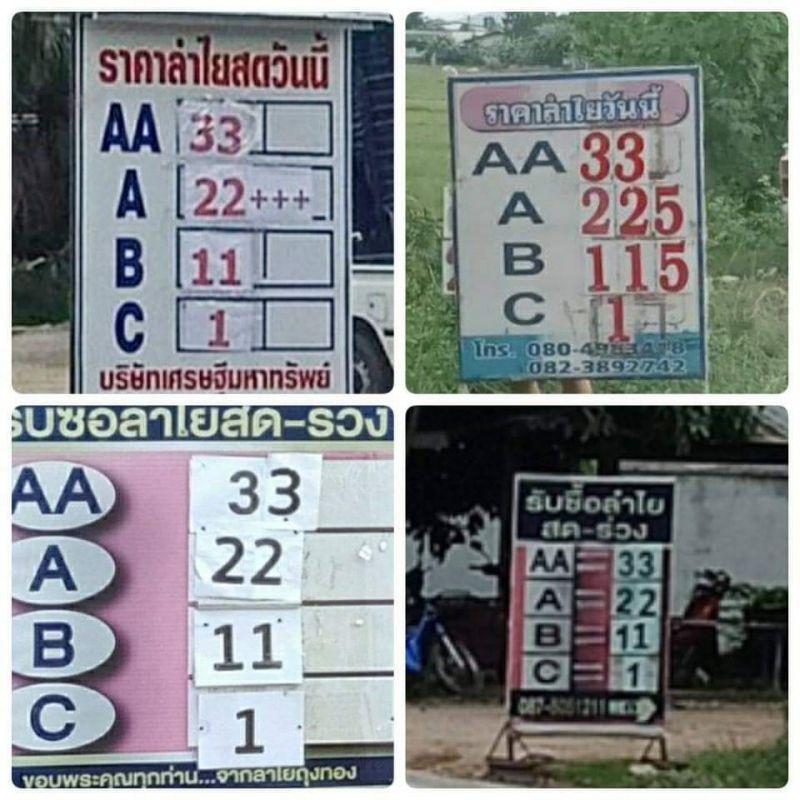 ราคาลำไยสดวันนี้
AA 33
A 22+++
B 11
C 1
บริษัทเศรษฐีมหาทรัพย์
ราคาลำไยวันนี้
AA 33
A 225
B 115
C 1
โทร. 080-4983478
082-3892742
รับซื้อลำไยสด-ร่วง
AA 33
A 22
B 11
C 1
ขอบพระคุณทุกท่าน...จากลำไยถุงทอง
รับซื้อลำไย
สด-ร่วง
AA = 33
A = 22
B = 11
C = 1